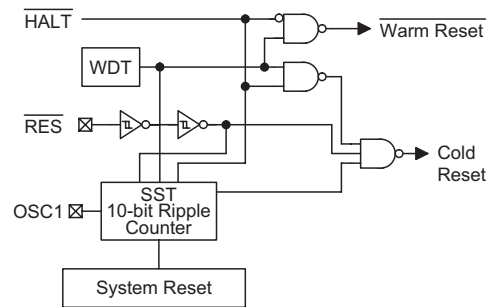 HALT
Warm Reset
WDT
RES
Cold
Reset
SST
10-bit Ripple
Counter
OSC1
System Reset